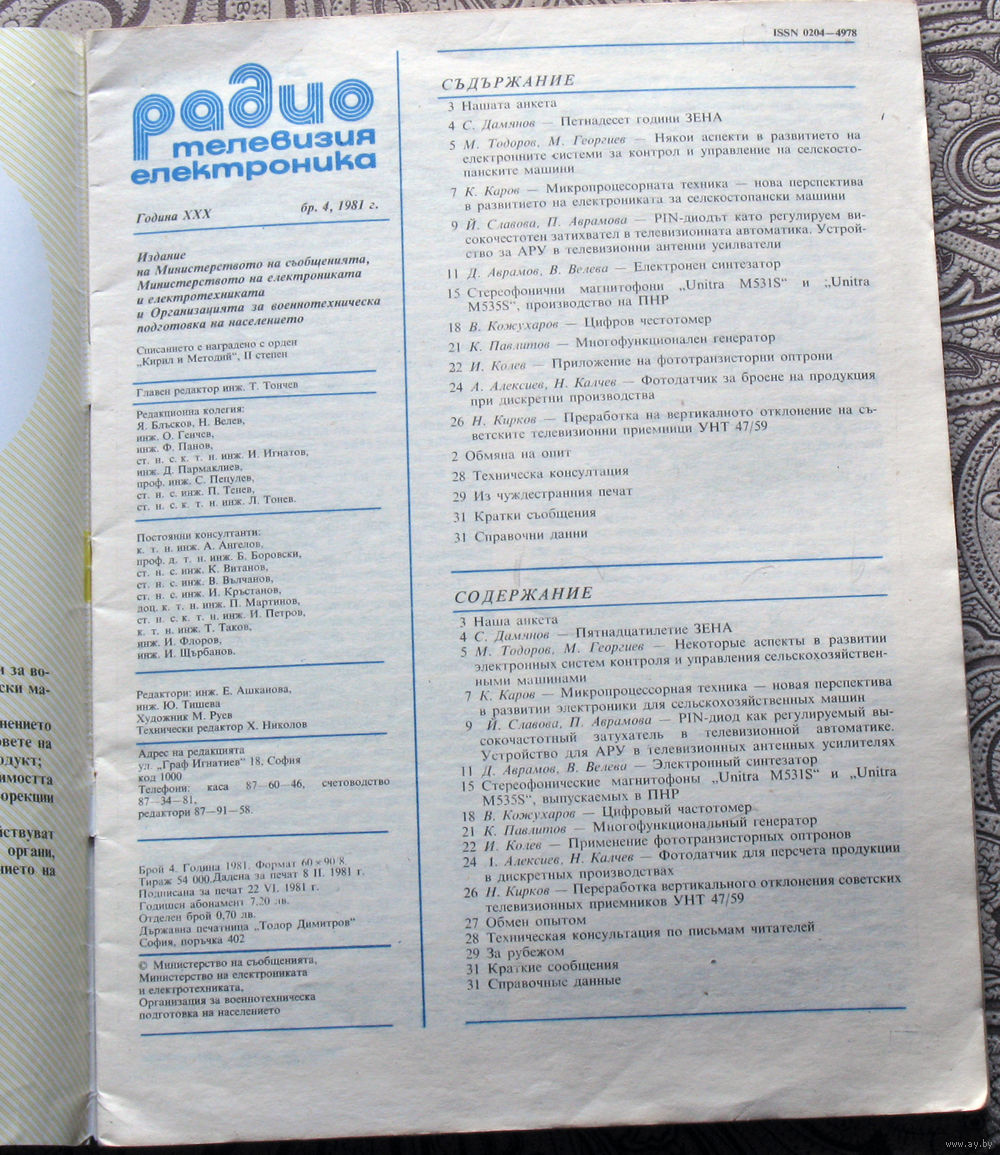 ISSN 0204—4978
радио
телевизия
електроника
Година XXX бр. 4, 1981 г.
Издание
на Министерството на съобщенията,
Министерството на електрониката
и електротехниката
и Организацията за военнотехническа
подготовка на населението
Списанието е наградено с орден
„Кирил и Методий“, II степен
Главен редактор инж. Т. Тончев
Редакционна колегия:
Я. Блъсков, Н. Велев,
инж. О. Генчев,
инж. Ф. Панов,
ст. н. с. к. т. н. инж. И. Игнатов,
инж. Д. Пармаклиев,
проф. инж. С. Пецулев,
ст. н. с. инж. П. Тенев,
ст. н. с. к. т. н. инж. Л. Тонев.
Постоянни консултанти:
к. т. н. инж. А. Ангелов,
проф. д. т. н. инж. Б. Боровски,
ст. н. с. инж. К. Витанов,
ст. н. с. инж. В. Вълчанов,
ст. н. с. инж. И. Кръстанов,
доц. к. т. н. инж. П. Мартинов,
ст. н. с. к. т. н. инж. И. Петров,
к. т. н. инж. Т. Таков,
инж. И. Флоров,
инж. И. Щърбанов.
Редактори: инж. Е. Ашканова,
инж. Ю. Тишева
Художник М. Руев
Технически редактор Х. Николов
Адрес на редакцията
ул. „Граф Игнатиев“ 18, София
код 1000
Телефони: каса 87—60—46, счетоводство
87—34—81,
редактори 87—91—58.
Брой 4. Година 1981. Формат 60×90/8
Тираж 54 000. Дадена за печат 8 II. 1981 г.
Подписана за печат 22 VI. 1981 г.
Годишен абонамент 7,20 лв.
Отделен брой 0,70 лв.
Държавна печатница „Тодор Димитров“
София, поръчка 402
© Министерство на съобщенията,
Министерство на електрониката
и електротехниката,
Организация за военнотехническа
подготовка на населението
СЪДЪРЖАНИЕ
3 Нашата анкета
4 С. Дамянов — Петнадесет години ЗЕНА
5 М. Тодоров, М. Георгиев — Някои аспекти в развитието на
електронните системи за контрол и управление на селскосто-
панските машини
7 К. Каров — Микропроцесорната техника — нова перспектива
в развитието на електрониката за селскостопански машини
9 Й. Славова, П. Аврамова — PIN-диодът като регулируем ви-
сокочестотен затихвател в телевизионната автоматика. Устрой-
ство за АРУ в телевизионни антенни усилватели
11 Д. Аврамов, В. Велева — Електронен синтезатор
15 Стереофонични магнитофони „Unitra M531S“ и „Unitra
M535S“, производство на ПНР
18 В. Кожухаров — Цифров честотомер
21 К. Павлитов — Многофункционален генератор
22 И. Колев — Приложение на фототранзисторни оптрони
24 А. Алексиев, Н. Калчев — Фотодатчик за броене на продукция
при дискретни производства
26 Н. Кирков — Преработка на вертикалното отклонение на съ-
ветските телевизионни приемници УНТ 47/59
2 Обмяна на опит
28 Техническа консултация
29 Из чуждестранния печат
31 Кратки съобщения
31 Справочни данни
СОДЕРЖАНИЕ
3 Наша анкета
4 С. Дамянов — Пятнадцатилетие ЗЕНА
5 М. Тодоров, М. Георгиев — Некоторые аспекты в развитии
электронных систем контроля и управления сельскохозяйствен-
ными машинами
7 К. Каров — Микропроцессорная техника — новая перспектива
в развитии электроники для сельскохозяйственных машин
9 Й. Славова, П. Аврамова — PIN-диод как регулируемый вы-
сокочастотный затухатель в телевизионной автоматике.
Устройство для АРУ в телевизионных антенных усилителях
11 Д. Аврамов, В. Велева — Электронный синтезатор
15 Стереофонические магнитофоны „Unitra M531S“ и „Unitra
M535S“, выпускаемых в ПНР
18 В. Кожухаров — Цифровый частотомер
21 К. Павлитов — Многофункциональный генератор
22 И. Колев — Применение фототранзисторных оптронов
24 А. Алексиев, Н. Калчев — Фотодатчик для персчета продукции
в дискретных производствах
26 Н. Кирков — Переработка вертикального отклонения советских
телевизионных приемников УНТ 47/59
27 Обмен опытом
28 Техническая консультация по письмам читателей
29 За рубежом
31 Краткие сообщения
31 Справочные данные
за во-
ски ма-
одукт;
имостта
орекции
органи,
www.ay.by